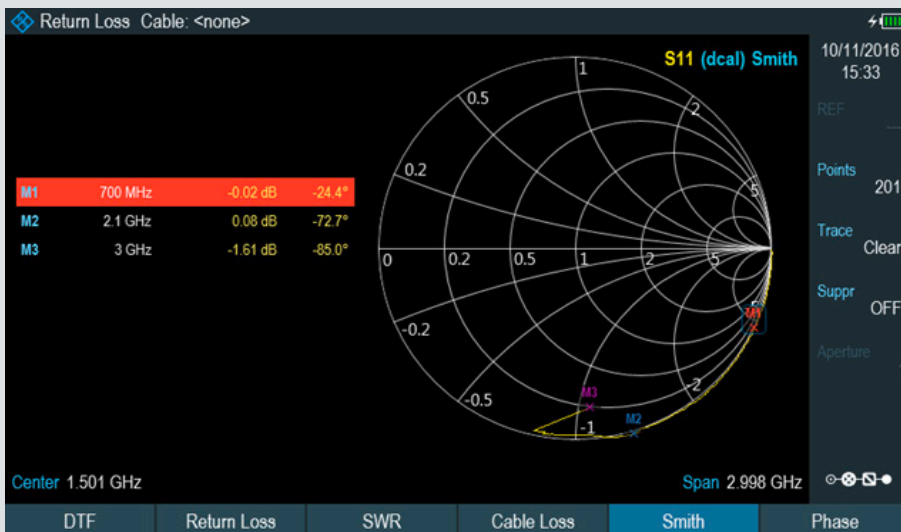 Return Loss Cable: <none>
10/11/2016
15:33
S11 (dcal) Smith
REF
Points
201
Trace
Clear
Suppr
OFF
Aperture
M1 700 MHz -0.02 dB -24.4°
M2 2.1 GHz 0.08 dB -72.7°
M3 3 GHz -1.61 dB -85.0°
1
0.5
2
0.2
5
0 0.2 0.5 1 2 5
-0.2
M1
-0.5
M3
-2
M2
-1
Center 1.501 GHz
Span 2.998 GHz
DTF Return Loss SWR Cable Loss Smith Phase